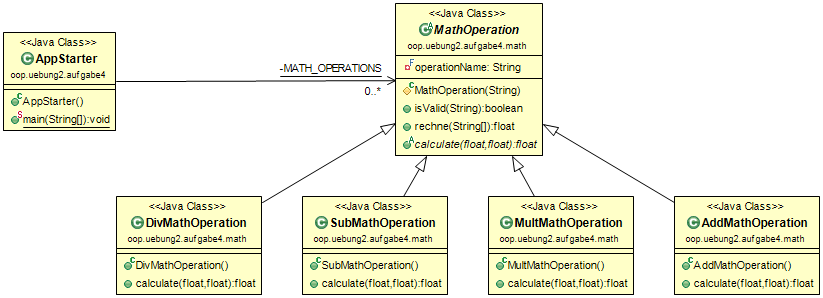 <<Java Class>>
AppStarter
oop.uebung2.aufgabe4
AppStarter()
main(String[]):void
-MATH_OPERATIONS
0..*
<<Java Class>>
MathOperation
oop.uebung2.aufgabe4.math
operationName: String
MathOperation(String)
isValid(String):boolean
rechne(String[]):float
calculate(float,float):float
<<Java Class>>
DivMathOperation
oop.uebung2.aufgabe4.math
DivMathOperation()
calculate(float,float):float
<<Java Class>>
SubMathOperation
oop.uebung2.aufgabe4.math
SubMathOperation()
calculate(float,float):float
<<Java Class>>
MultMathOperation
oop.uebung2.aufgabe4.math
MultMathOperation()
calculate(float,float):float
<<Java Class>>
AddMathOperation
oop.uebung2.aufgabe4.math
AddMathOperation()
calculate(float,float):float